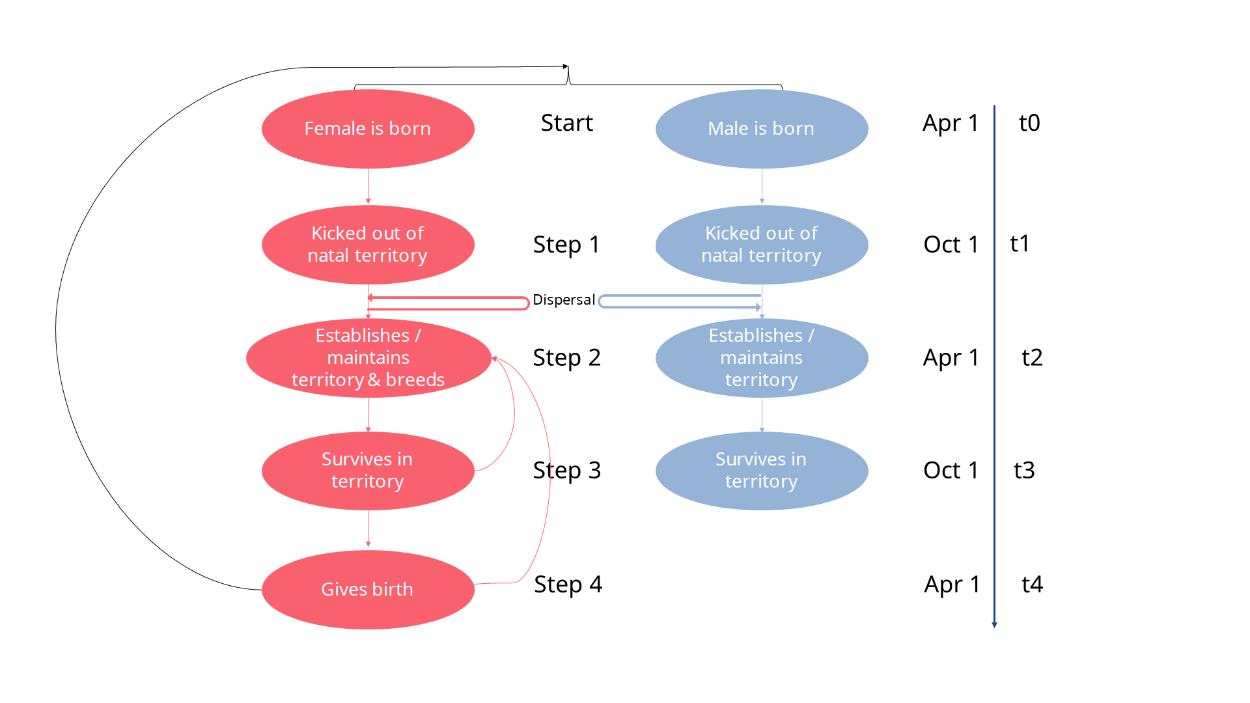 Female is born
Start
Male is born
Apr 1
t0
Kicked out of
natal territory
Step 1
Kicked out of
natal territory
Oct 1
t1
Dispersal
Establishes /
maintains
territory & breeds
Step 2
Establishes /
maintains
territory
Apr 1
t2
Survives in
territory
Step 3
Survives in
territory
Oct 1
t3
Gives birth
Step 4
Apr 1
t4